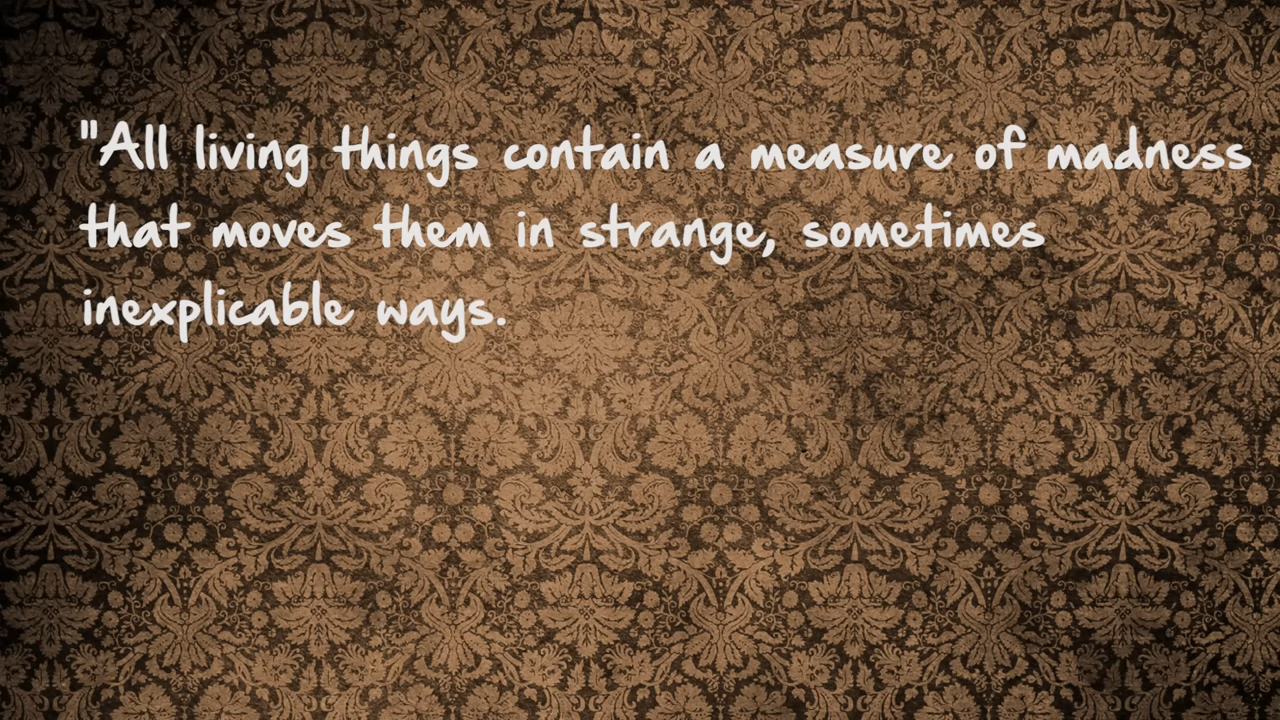 "All living things contain a measure of madness
that moves them in strange, sometimes
inexplicable ways.